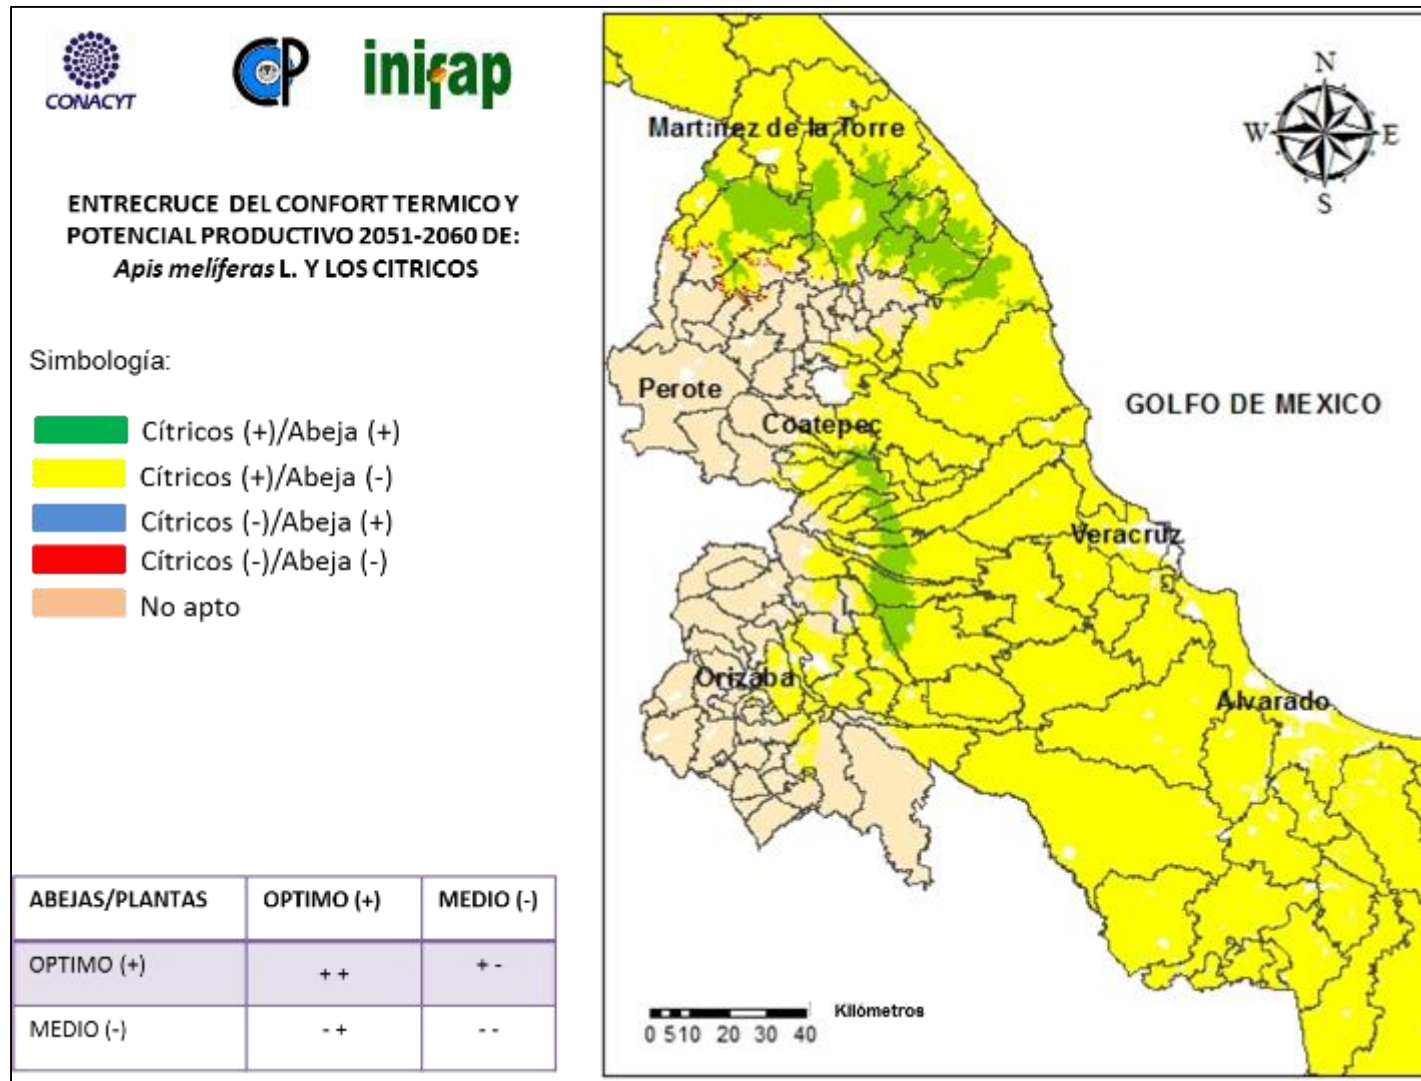 CONACYT
CP
inifap
ENTRECRUCE DEL CONFORT TERMICO Y
POTENCIAL PRODUCTIVO 2051-2060 DE:
Apis melíferas L. Y LOS CITRICOS
Simbología:
Cítricos (+)/Abeja (+)
Cítricos (+)/Abeja (-)
Cítricos (-)/Abeja (+)
Cítricos (-)/Abeja (-)
No apto
ABEJAS/PLANTAS OPTIMO (+) MEDIO (-)
OPTIMO (+) + + + -
MEDIO (-) - + - -
N
W E
S
Martínez de la Torre
Perote
GOLFO DE MEXICO
Coatepec
Veracruz
Orizaba
Alvarado
Kilómetros
0 5 10 20 30 40